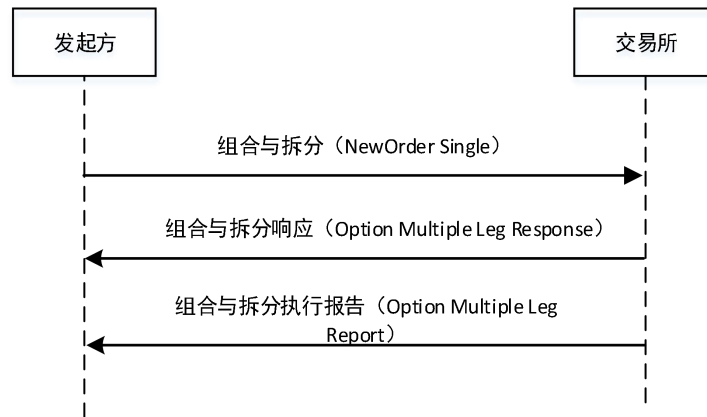 发起方
交易所
组合与拆分（NewOrder Single）
组合与拆分响应（Option Multiple Leg Response）
组合与拆分执行报告（Option Multiple Leg
Report）